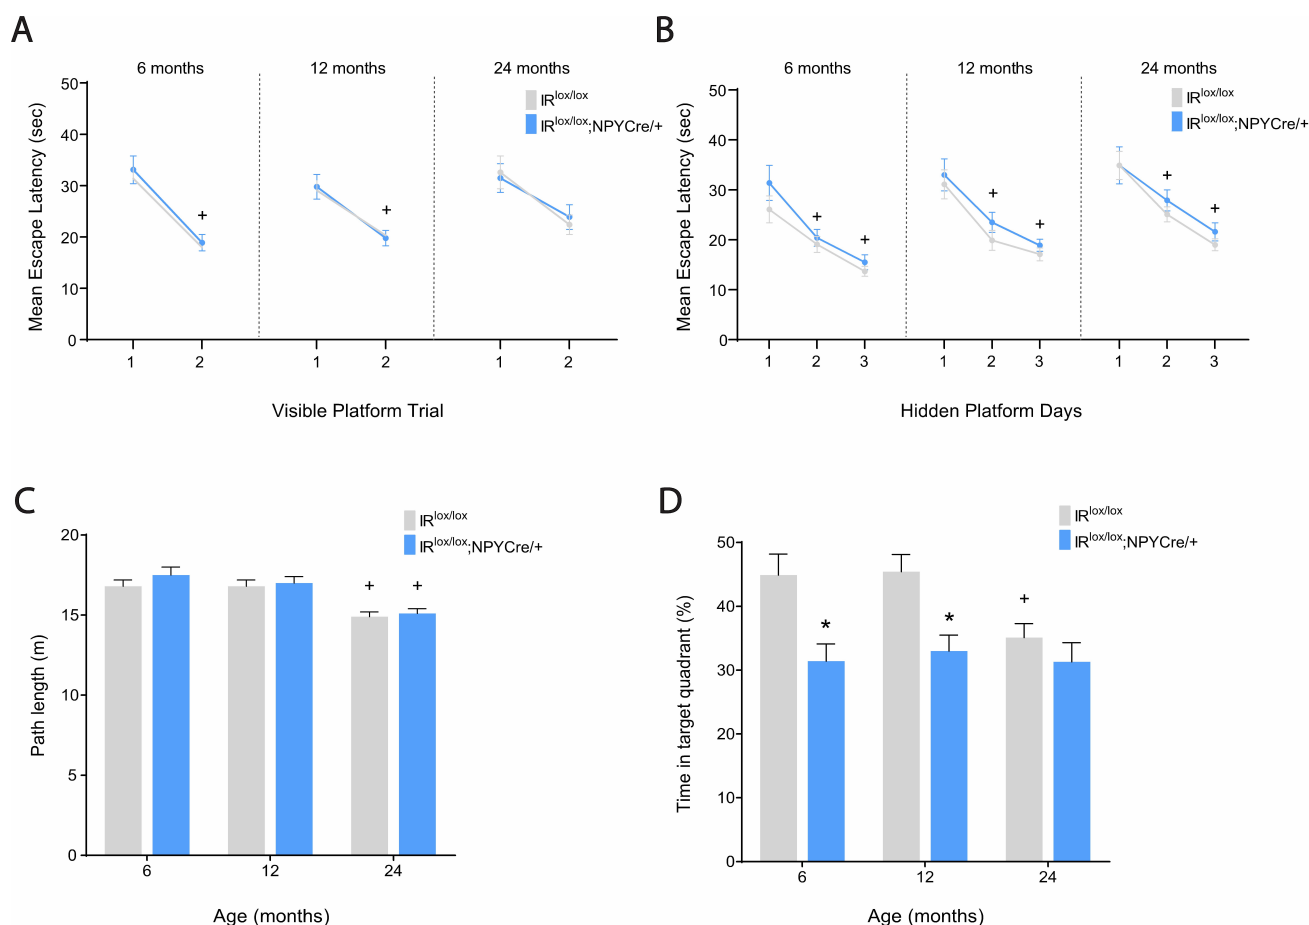 A
6 months 12 months 24 months
IRlox/lox
IRlox/lox;NPYCre/+
Mean Escape Latency (sec)
50
40
30
20
10
0
+ +
1 2 1 2 1 2
Visible Platform Trial
B
6 months 12 months 24 months
IRlox/lox
IRlox/lox;NPYCre/+
Mean Escape Latency (sec)
50
40
30
20
10
0
+ + + + + +
1 2 3 1 2 3 1 2 3
Hidden Platform Days
C
IRlox/lox
IRlox/lox;NPYCre/+
Path length (m)
20
15
10
5
0
+ +
6 12 24
Age (months)
D
IRlox/lox
IRlox/lox;NPYCre/+
Time in target quadrant (%)
50
40
30
20
10
0
* * +
6 12 24
Age (months)